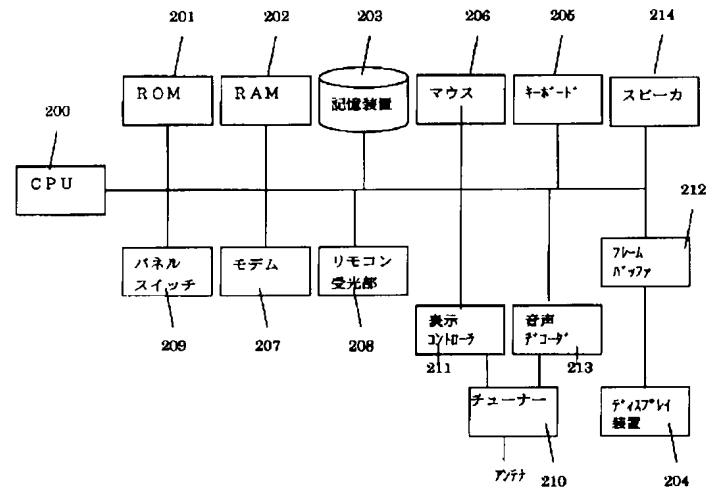 201
202
203
206
205
214
ROM
RAM
記憶装置
マウス
キーボード
スピーカ
200
CPU
212
パネル
スイッチ
モデム
リモコン
受光部
フレーム
バッファ
209
207
208
表示
コントローラ
音声
デコーダ
211
213
チューナー
ディスプレイ
装置
アンテナ
210
204